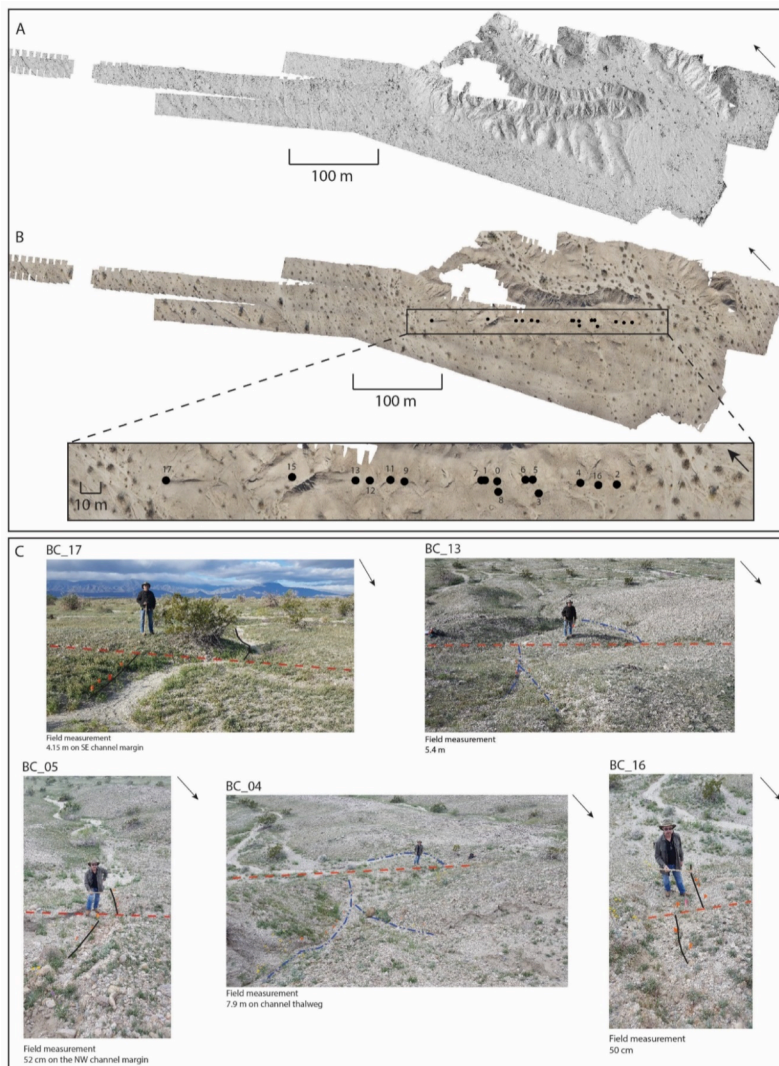 A
100 m
B
100 m
17
15
13
12
11
9
7
1
0
8
6
5
3
4
16
2
10 m
C
BC_17
BC_13
Field measurement
4.15 m on SE channel margin
Field measurement
5.4 m
BC_05
BC_04
BC_16
Field measurement
7.9 m on channel thalweg
Field measurement
50 cm
Field measurement
52 cm on the NW channel margin